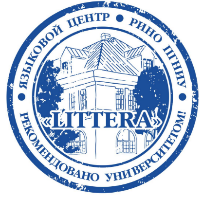 ЯЗЫКОВОЙ ЦЕНТР • РИНО ПГНИУ
«LITTERA»
РЕКОМЕНДОВАНО УНИВЕРСИТЕТОМ!